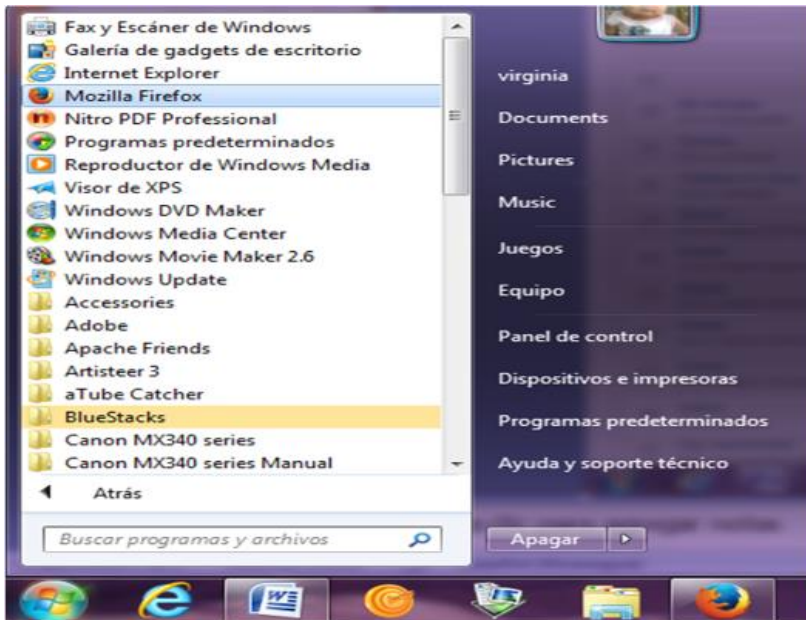 Fax y Escáner de Windows
Galería de gadgets de escritorio
Internet Explorer
Mozilla Firefox
Nitro PDF Professional
Programas predeterminados
Reproductor de Windows Media
Visor de XPS
Windows DVD Maker
Windows Media Center
Windows Movie Maker 2.6
Windows Update
Accessories
Adobe
Apache Friends
Artisteer 3
aTube Catcher
BlueStacks
Canon MX340 series
Canon MX340 series Manual
Atrás
Buscar programas y archivos
virginia
Documents
Pictures
Music
Juegos
Equipo
Panel de control
Dispositivos e impresoras
Programas predeterminados
Ayuda y soporte técnico
Apagar